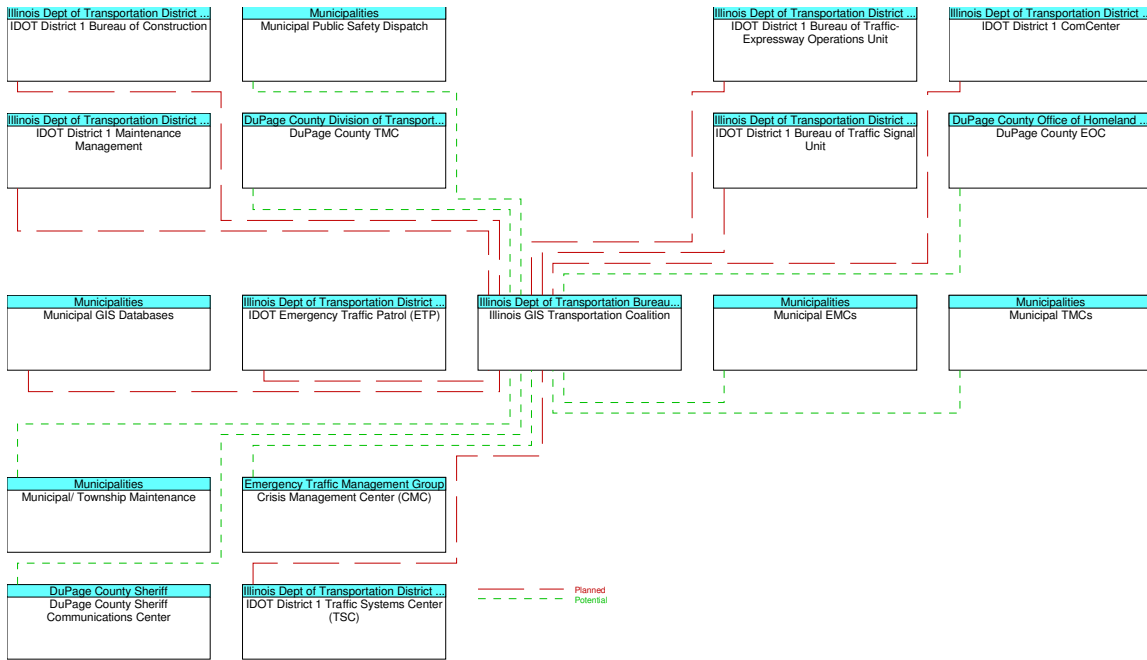 Illinois Dept of Transportation District ...
IDOT District 1 Bureau of Construction
Municipalities
Municipal Public Safety Dispatch
Illinois Dept of Transportation District ...
IDOT District 1 Bureau of Traffic-
Expressway Operations Unit
Illinois Dept of Transportation District ...
IDOT District 1 ComCenter
Illinois Dept of Transportation District ...
IDOT District 1 Maintenance
Management
DuPage County Division of Transport...
DuPage County TMC
Illinois Dept of Transportation District ...
IDOT District 1 Bureau of Traffic Signal
Unit
DuPage County Office of Homeland ...
DuPage County EOC
Municipalities
Municipal GIS Databases
Illinois Dept of Transportation District ...
IDOT Emergency Traffic Patrol (ETP)
Illinois Dept of Transportation Bureau...
Illinois GIS Transportation Coalition
Municipalities
Municipal EMCs
Municipalities
Municipal TMCs
Municipalities
Municipal/ Township Maintenance
Emergency Traffic Management Group
Crisis Management Center (CMC)
DuPage County Sheriff
DuPage County Sheriff
Communications Center
Illinois Dept of Transportation District ...
IDOT District 1 Traffic Systems Center
(TSC)
Planned
Potential